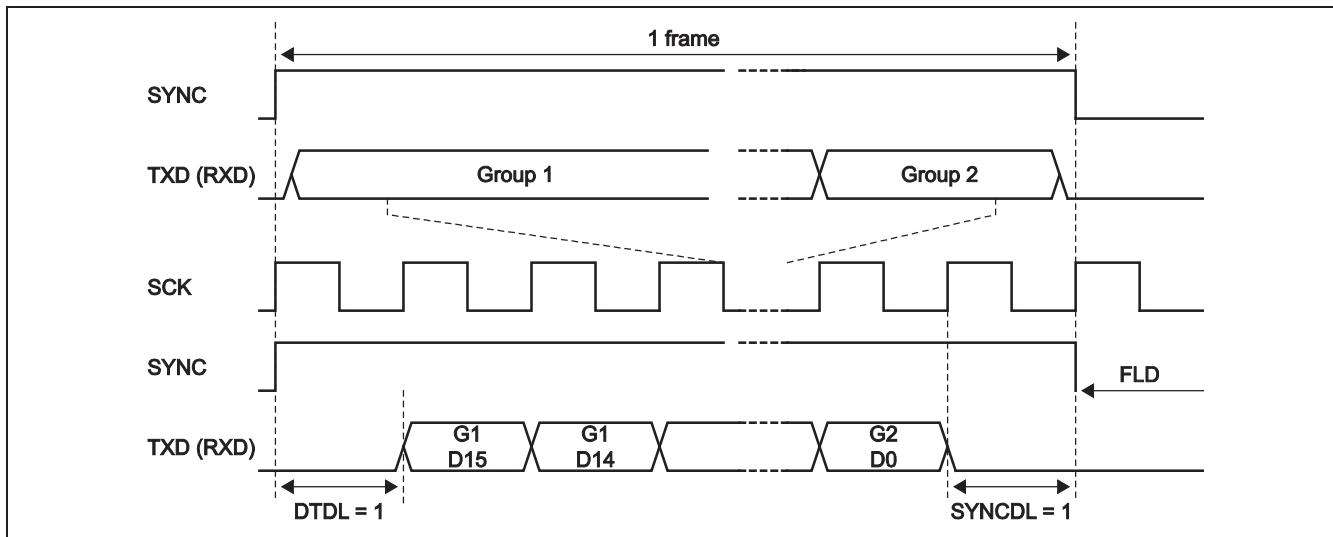 1 frame
SYNC
TXD (RXD)
Group 1
Group 2
SCK
SYNC
FLD
TXD (RXD)
G1
D15
G1
D14
G2
D0
DTDL = 1
SYNCDL = 1